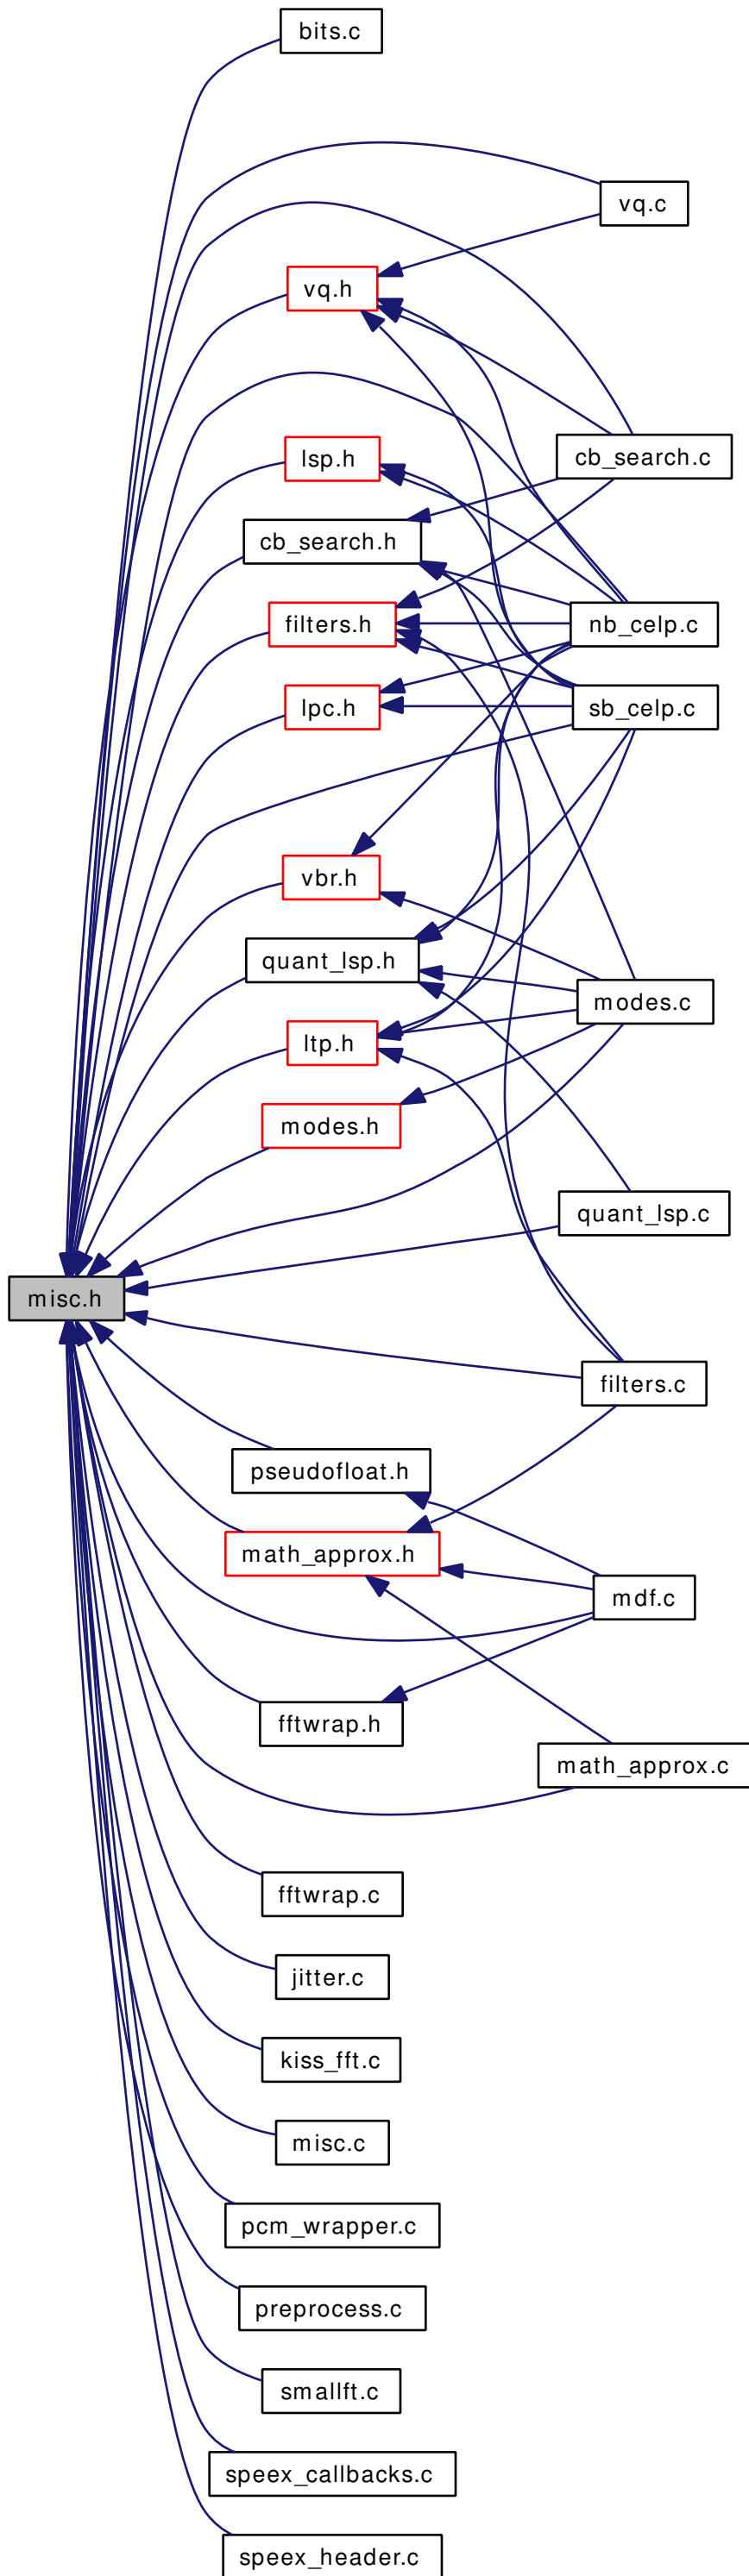 bits.c
vq.c
vq.h
cb_search.c
lsp.h
cb_search.h
filters.h
nb_celp.c
lpc.h
sb_celp.c
vbr.h
quant_lsp.h
modes.c
ltp.h
modes.h
quant_lsp.c
misc.h
filters.c
pseudofloat.h
math_approx.h
mdf.c
fftwrap.h
math_approx.c
fftwrap.c
jitter.c
kiss_fft.c
misc.c
pcm_wrapper.c
preprocess.c
smallft.c
speex_callbacks.c
speex_header.c